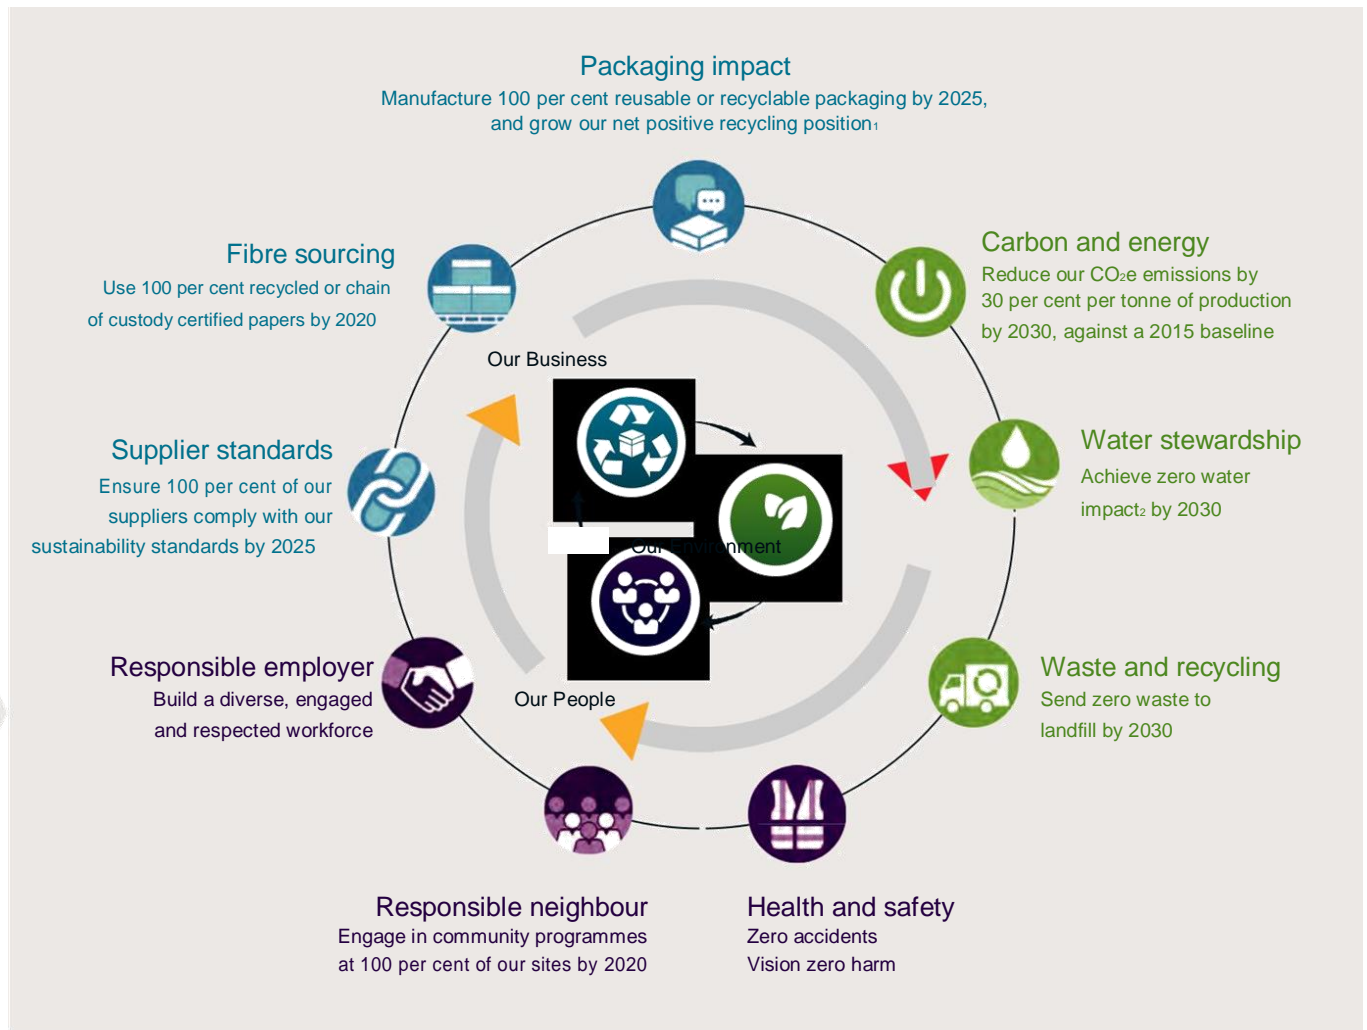 Packaging impact
Manufacture 100 per cent reusable or recyclable packaging by 2025,
and grow our net positive recycling position1
Fibre sourcing
Use 100 per cent recycled or chain
of custody certified papers by 2020
Carbon and energy
Reduce our CO2e emissions by
30 per cent per tonne of production
by 2030, against a 2015 baseline
Our Business
Supplier standards
Ensure 100 per cent of our
suppliers comply with our
sustainability standards by 2025
Water stewardship
Achieve zero water
impact2 by 2030
Our Environment
Responsible employer
Build a diverse, engaged
and respected workforce
Our People
Waste and recycling
Send zero waste to
landfill by 2030
Responsible neighbour
Engage in community programmes
at 100 per cent of our sites by 2020
Health and safety
Zero accidents
Vision zero harm